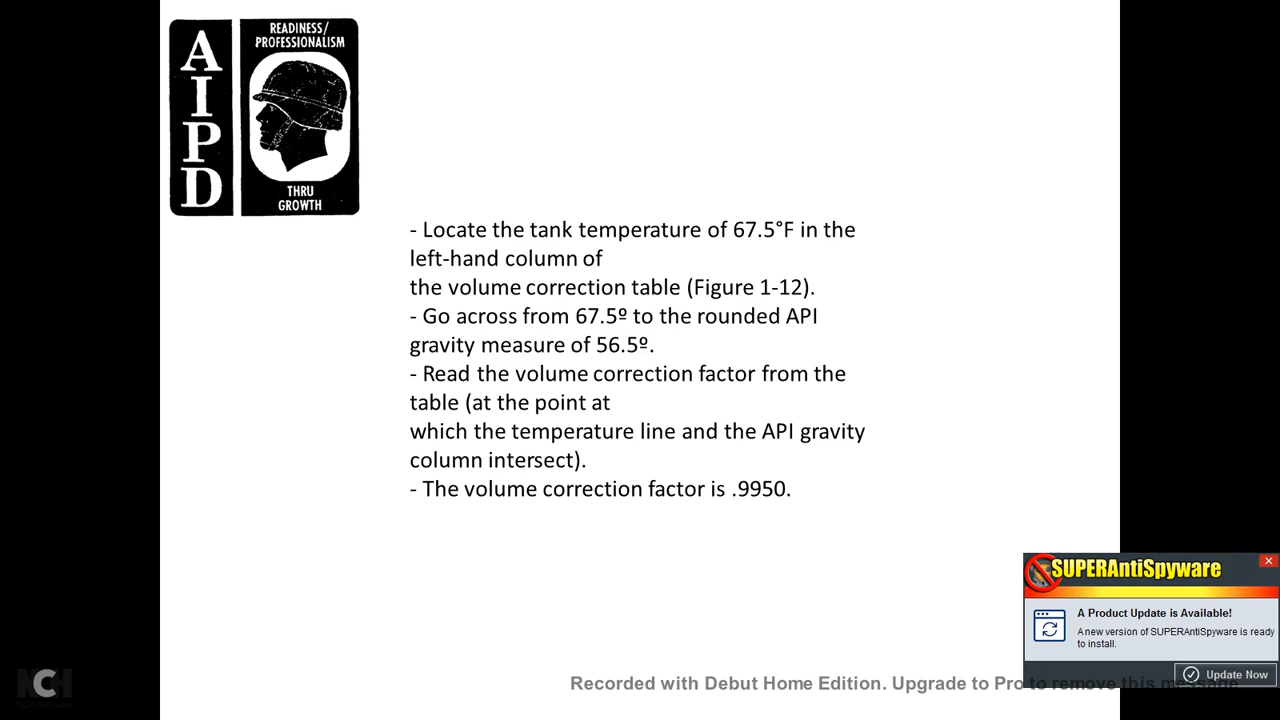 A
I
P
D
READINESS/
PROFESSIONALISM
THRU
GROWTH
- Locate the tank temperature of 67.5°F in the
left-hand column of
the volume correction table (Figure 1-12).
- Go across from 67.5º to the rounded API
gravity measure of 56.5º.
- Read the volume correction factor from the
table (at the point at
which the temperature line and the API gravity
column intersect).
- The volume correction factor is .9950.
SUPERAntiSpyware
A Product Update is Available!
A new version of SUPERAntiSpyware is ready
to install.
Update Now
NCH
NCH Software
Recorded with Debut Home Edition. Upgrade to Pro to remove this message